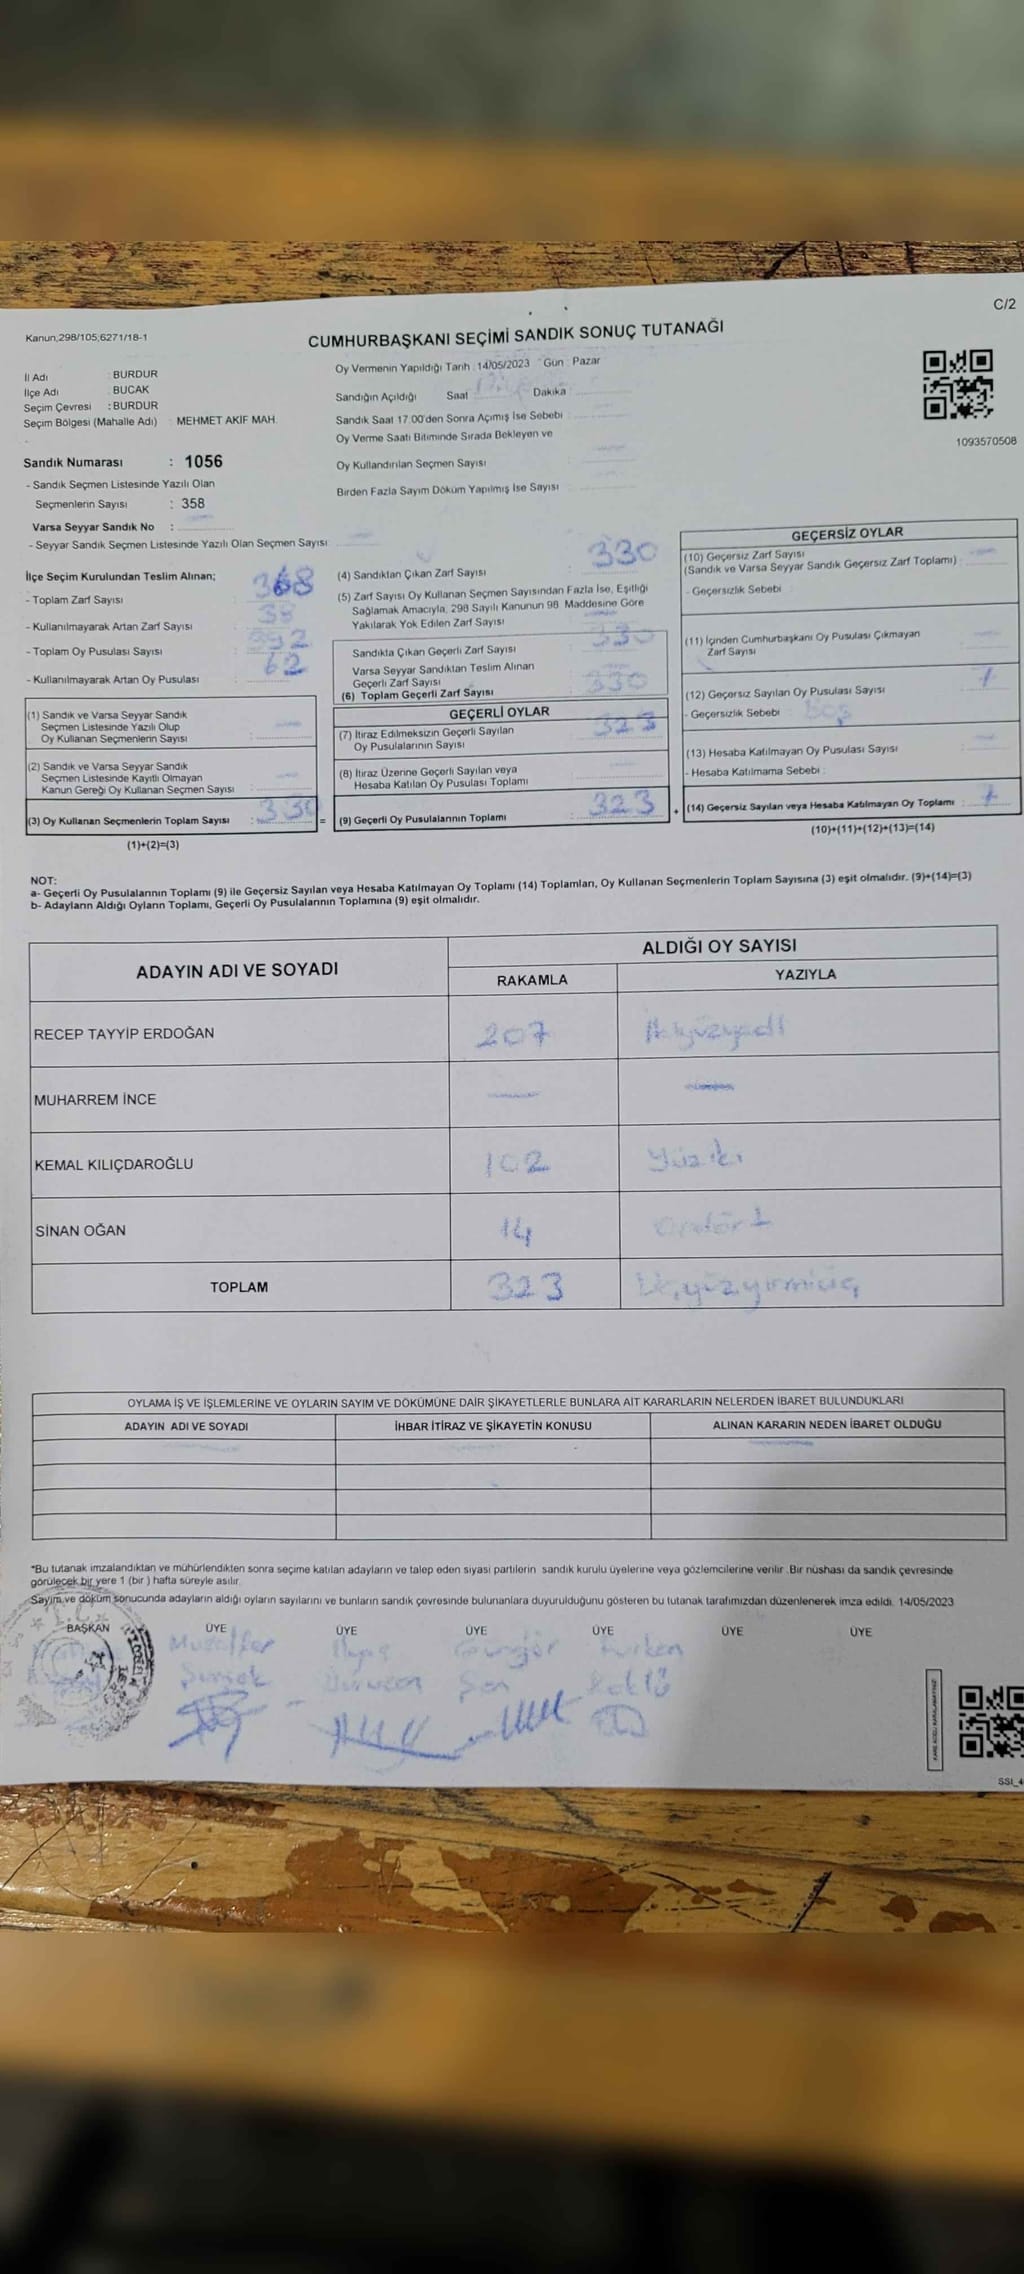 C/2
Kanun;298/105;6271/18-1
CUMHURBAŞKANI SEÇİMİ SANDIK SONUÇ TUTANAĞI
İl Adı : BURDUR
İlçe Adı : BUCAK
Seçim Çevresi : BURDUR
Seçim Bölgesi (Mahalle Adı) : MEHMET AKİF MAH.
Sandık Numarası : 1056
- Sandık Seçmen Listesinde Yazılı Olan
Seçmenlerin Sayısı : 358
Varsa Seyyar Sandık No :
- Seyyar Sandık Seçmen Listesinde Yazılı Olan Seçmen Sayısı
Oy Vermenin Yapıldığı Tarih : 14/05/2023 Gün : Pazar
Sandığın Açıldığı Saat Dakika
Sandık Saat 17.00'den Sonra Açılmış İse Sebebi
Oy Verme Saati Bitiminde Sırada Bekleyen ve
Oy Kullandırılan Seçmen Sayısı
Birden Fazla Sayım Döküm Yapılmış İse Sayısı
1093570508
İlçe Seçim Kurulundan Teslim Alınan;
- Toplam Zarf Sayısı : 368
- Kullanılmayarak Artan Zarf Sayısı : 38
- Toplam Oy Pusulası Sayısı : 392
- Kullanılmayarak Artan Oy Pusulası : 62
(1) Sandık ve Varsa Seyyar Sandık
Seçmen Listesinde Yazılı Olup
Oy Kullanan Seçmenlerin Sayısı
(2) Sandık ve Varsa Seyyar Sandık
Seçmen Listesinde Kayıtlı Olmayan
Kanun Gereği Oy Kullanan Seçmen Sayısı
(3) Oy Kullanan Seçmenlerin Toplam Sayısı : 330 =
(1)+(2)=(3)
(4) Sandıktan Çıkan Zarf Sayısı : 330
(5) Zarf Sayısı Oy Kullanan Seçmen Sayısından Fazla İse, Eşitliği
Sağlamak Amacıyla, 298 Sayılı Kanunun 98. Maddesine Göre
Yakılarak Yok Edilen Zarf Sayısı
Sandıkta Çıkan Geçerli Zarf Sayısı : 330
Varsa Seyyar Sandıktan Teslim Alınan
Geçerli Zarf Sayısı
(6) Toplam Geçerli Zarf Sayısı : 330
GEÇERLİ OYLAR
(7) İtiraz Edilmeksizin Geçerli Sayılan
Oy Pusulalarının Sayısı : 323
(8) İtiraz Üzerine Geçerli Sayılan veya
Hesaba Katılan Oy Pusulası Toplamı
(9) Geçerli Oy Pusulalarının Toplamı : 323 +
GEÇERSİZ OYLAR
(10) Geçersiz Zarf Sayısı
(Sandık ve Varsa Seyyar Sandık Geçersiz Zarf Toplamı)
- Geçersizlik Sebebi
(11) İçinden Cumhurbaşkanı Oy Pusulası Çıkmayan
Zarf Sayısı
(12) Geçersiz Sayılan Oy Pusulası Sayısı : 7
- Geçersizlik Sebebi : Boş
(13) Hesaba Katılmayan Oy Pusulası Sayısı
- Hesaba Katılmama Sebebi :
(14) Geçersiz Sayılan veya Hesaba Katılmayan Oy Toplamı : 7
(10)+(11)+(12)+(13)=(14)
NOT:
a- Geçerli Oy Pusulalarının Toplamı (9) ile Geçersiz Sayılan veya Hesaba Katılmayan Oy Toplamı (14) Toplamları, Oy Kullanan Seçmenlerin Toplam Sayısına (3) eşit olmalıdır. (9)+(14)=(3)
b- Adayların Aldığı Oyların Toplamı, Geçerli Oy Pusulalarının Toplamına (9) eşit olmalıdır.
ADAYIN ADI VE SOYADI ALDIĞI OY SAYISI
RAKAMLA YAZIYLA
RECEP TAYYİP ERDOĞAN 207 İkiyüzyedi
MUHARREM İNCE
KEMAL KILIÇDAROĞLU 102 Yüziki
SİNAN OĞAN 14 Ondört
TOPLAM 323 Üçyüzyirmiüç
OYLAMA İŞ VE İŞLEMLERİNE VE OYLARIN SAYIM VE DÖKÜMÜNE DAİR ŞİKAYETLERLE BUNLARA AİT KARARLARIN NELERDEN İBARET BULUNDUKLARI
ADAYIN ADI VE SOYADI İHBAR İTİRAZ VE ŞİKAYETİN KONUSU ALINAN KARARIN NEDEN İBARET OLDUĞU
*Bu tutanak imzalandıktan ve mühürlendikten sonra seçime katılan adayların ve talep eden siyasi partilerin sandık kurulu üyelerine veya gözlemcilerine verilir. Bir nüshası da sandık çevresinde
görülecek bir yere 1 (bir ) hafta süreyle asılır.
Sayım ve döküm sonucunda adayların aldığı oyların sayılarını ve bunların sandık çevresinde bulunanlara duyurulduğunu gösteren bu tutanak tarafımızdan düzenlenerek imza edildi. 14/05/2023
BAŞKAN ÜYE ÜYE ÜYE ÜYE ÜYE ÜYE
Muzaffer Güngör Furkan
Şimşek Şen
SSI_4